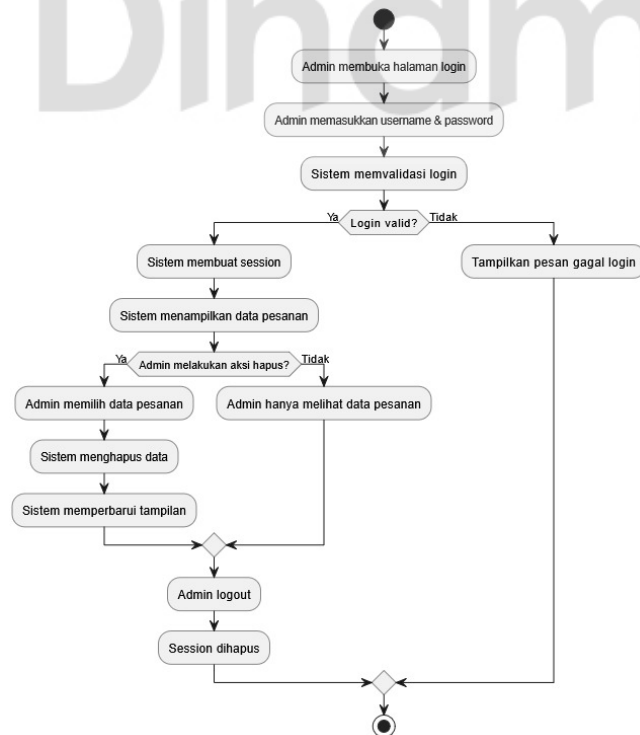 Dinam
Admin membuka halaman login
Admin memasukkan username & password
Sistem memvalidasi login
Ya
Login valid?
Tidak
Sistem membuat session
Tampilkan pesan gagal login
Sistem menampilkan data pesanan
Ya
Admin melakukan aksi hapus?
Tidak
Admin memilih data pesanan
Admin hanya melihat data pesanan
Sistem menghapus data
Sistem memperbarui tampilan
Admin logout
Session dihapus